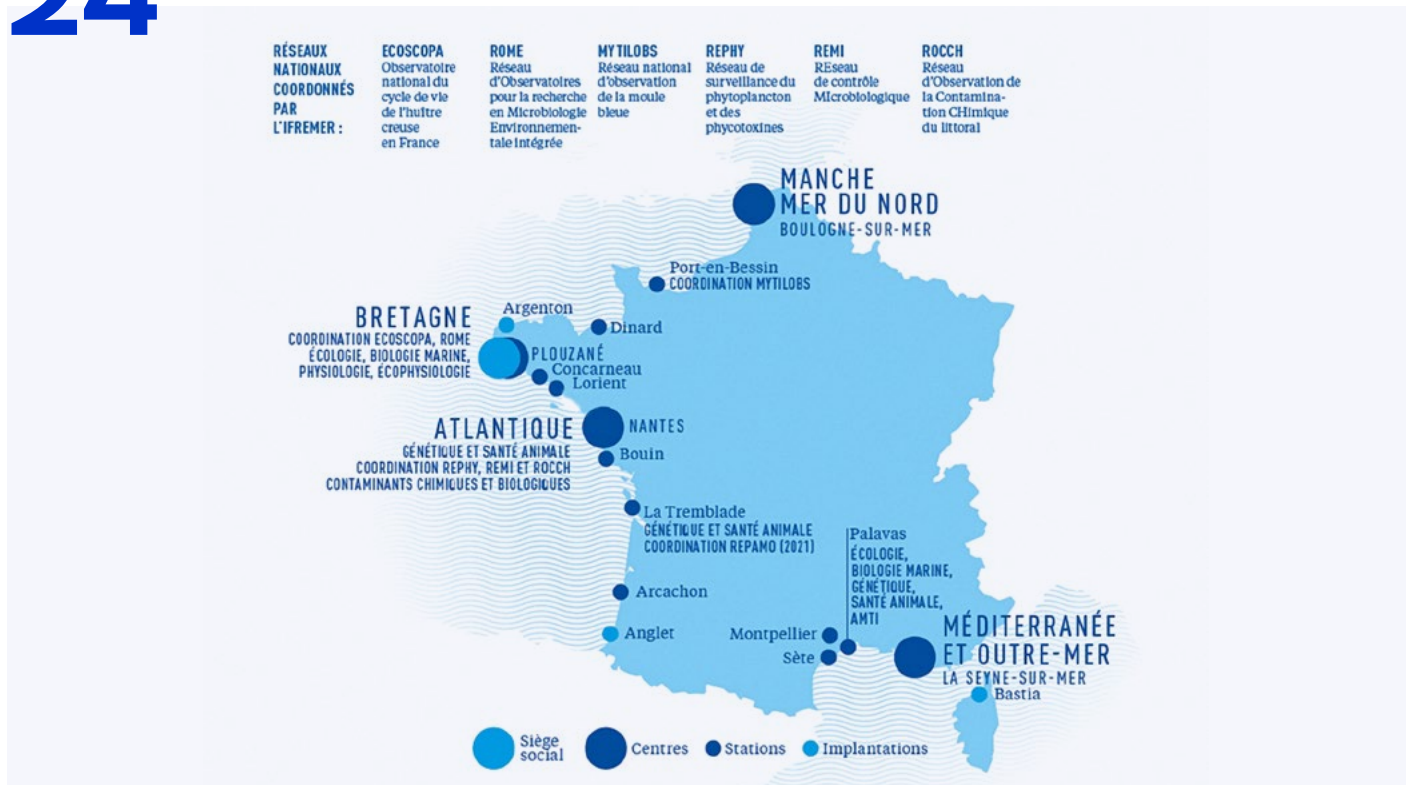 24
RÉSEAUX
NATIONAUX
COORDONNÉS
PAR
L'IFREMER :
ECOSCOPA
Observatoire
national du
cycle de vie
de l'huître
creuse
en France
ROME
Réseau
d'Observatoires
pour la recherche
en Microbiologie
Environnemen-
tale intégrée
MYTILOBS
Réseau national
d'observation
de la moule
bleue
REPHY
Réseau de
surveillance du
phytoplancton
et des
phycotoxines
REMI
REseau
de contrôle
MIcrobiologique
ROCCH
Réseau
d'Observation de
la Contamina-
tion CHimique
du littoral
MANCHE
MER DU NORD
BOULOGNE-SUR-MER
Port-en-Bessin
COORDINATION MYTILOBS
Argenton
Dinard
BRETAGNE
COORDINATION ECOSCOPA, ROME
ÉCOLOGIE, BIOLOGIE MARINE,
PHYSIOLOGIE, ÉCOPHYSIOLOGIE
PLOUZANÉ
Concarneau
Lorient
ATLANTIQUE
GÉNÉTIQUE ET SANTÉ ANIMALE
COORDINATION REPHY, REMI ET ROCCH
CONTAMINANTS CHIMIQUES ET BIOLOGIQUES
NANTES
Bouin
La Tremblade
GÉNÉTIQUE ET SANTÉ ANIMALE
COORDINATION REPAMO (2021)
Palavas
ÉCOLOGIE,
BIOLOGIE MARINE,
GÉNÉTIQUE,
SANTÉ ANIMALE,
AMTI
Arcachon
Anglet
Montpellier
Sète
MÉDITERRANÉE
ET OUTRE-MER
LA SEYNE-SUR-MER
Bastia
Siège
social
Centres
Stations
Implantations